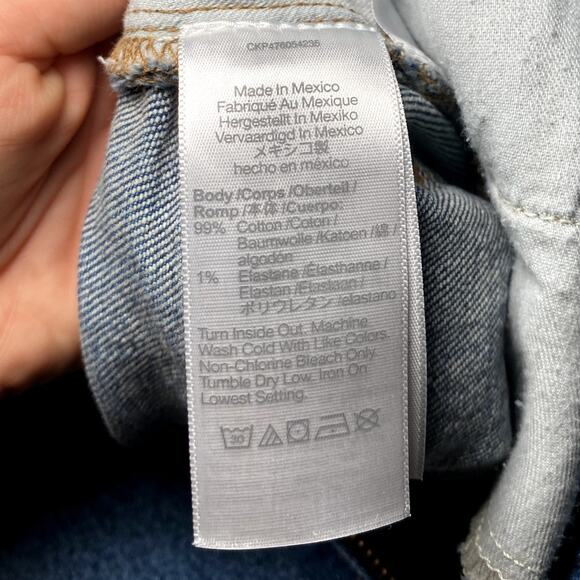 CKP476054236
Made In Mexico
Fabriqué Au Mexique
Hergestellt In Mexiko
Vervaardigd In Mexico
メキシコ製
hecho en méxico
Body /Corps /Oberteil /
Romp /本体 /Cuerpo:
99% Cotton /Coton /
Baumwolle /Katoen /綿 /
algodón
1% Elastane /Élasthanne /
Elastan /Elastaan /
ポリウレタン /elastano
Turn Inside Out. Machine
Wash Cold With Like Colors.
Non-Chlorine Bleach Only
Tumble Dry Low. Iron On
Lowest Setting.
30